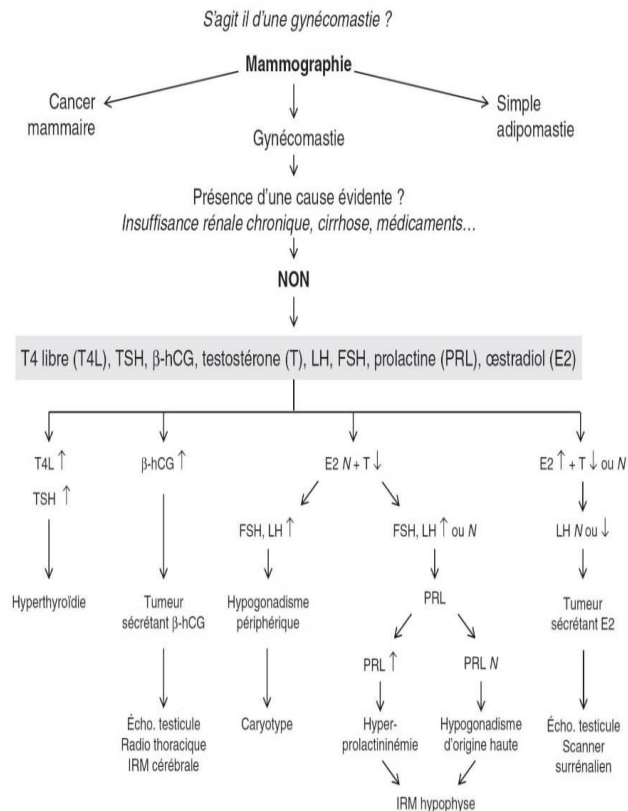 S'agit il d'une gynécomastie ?
Mammographie
Cancer
mammaire
Gynécomastie
Simple
adipomastie
Présence d'une cause évidente ?
Insuffisance rénale chronique, cirrhose, médicaments...
NON
T4 libre (T4L), TSH, β-hCG, testostérone (T), LH, FSH, prolactine (PRL), œstradiol (E2)
T4L ↑
TSH ↑
Hyperthyroïdie
β-hCG ↑
Tumeur
sécrétant β-hCG
Écho. testicule
Radio thoracique
IRM cérébrale
E2 N + T ↓
FSH, LH ↑
Hypogonadisme
périphérique
Caryotype
FSH, LH ↑ ou N
PRL
PRL ↑
Hyper-
prolactininémie
PRL N
Hypogonadisme
d'origine haute
IRM hypophyse
E2 ↑ + T ↓ ou N
LH N ou ↓
Tumeur
sécrétant E2
Écho. testicule
Scanner
surrénalien